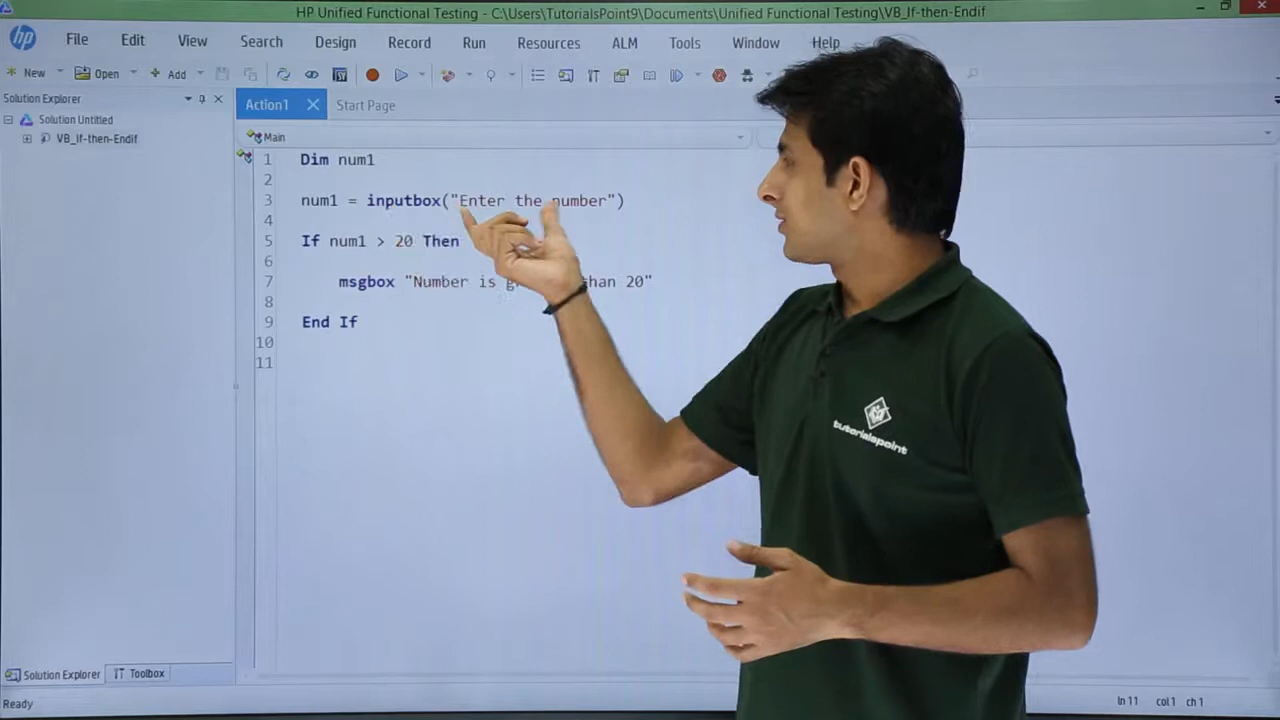 HP Unified Functional Testing - C:\Users\TutorialsPoint9\Documents\Unified Functional Testing\VB_If-then-Endif
hp File Edit View Search Design Record Run Resources ALM Tools Window Help
New Open Add
Solution Explorer
Solution Untitled
VB_If-then-Endif
Action1 Start Page
Main
1 Dim num1
2
3 num1 = inputbox("Enter the number")
4
5 If num1 > 20 Then
6
7 msgbox "Number is than 20"
8
9 End If
10
11
tutorialspoint
Solution Explorer Toolbox
Ready ln 11 col 1 ch 1